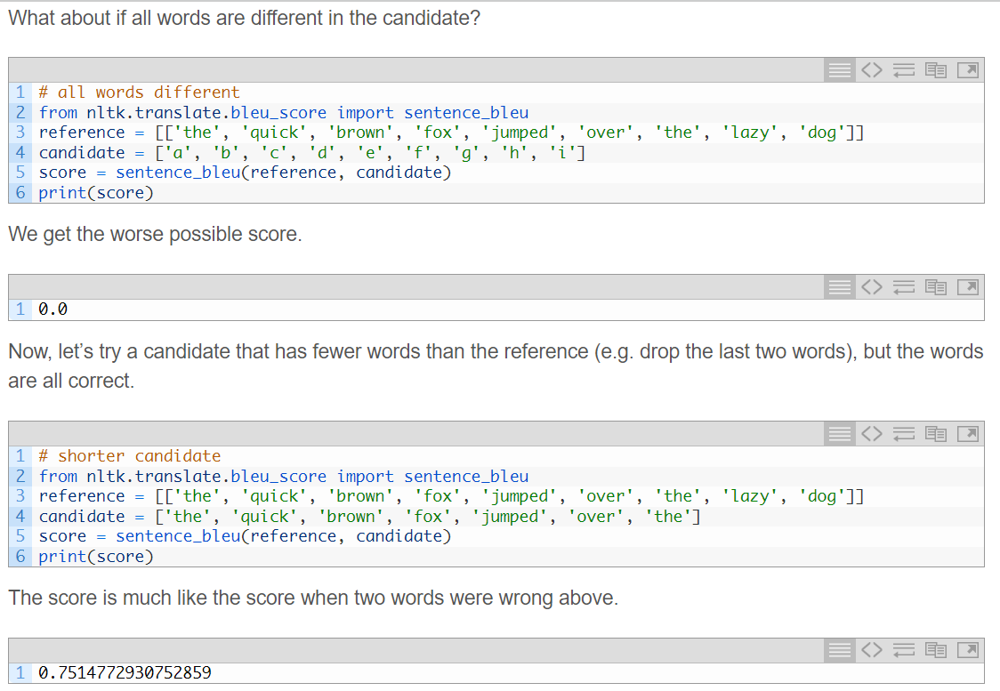 What about if all words are different in the candidate?
1 # all words different
2 from nltk.translate.bleu_score import sentence_bleu
3 reference = [['the', 'quick', 'brown', 'fox', 'jumped', 'over', 'the', 'lazy', 'dog']]
4 candidate = ['a', 'b', 'c', 'd', 'e', 'f', 'g', 'h', 'i']
5 score = sentence_bleu(reference, candidate)
6 print(score)
We get the worse possible score.
1 0.0
Now, let’s try a candidate that has fewer words than the reference (e.g. drop the last two words), but the words
are all correct.
1 # shorter candidate
2 from nltk.translate.bleu_score import sentence_bleu
3 reference = [['the', 'quick', 'brown', 'fox', 'jumped', 'over', 'the', 'lazy', 'dog']]
4 candidate = ['the', 'quick', 'brown', 'fox', 'jumped', 'over', 'the']
5 score = sentence_bleu(reference, candidate)
6 print(score)
The score is much like the score when two words were wrong above.
1 0.7514772930752859